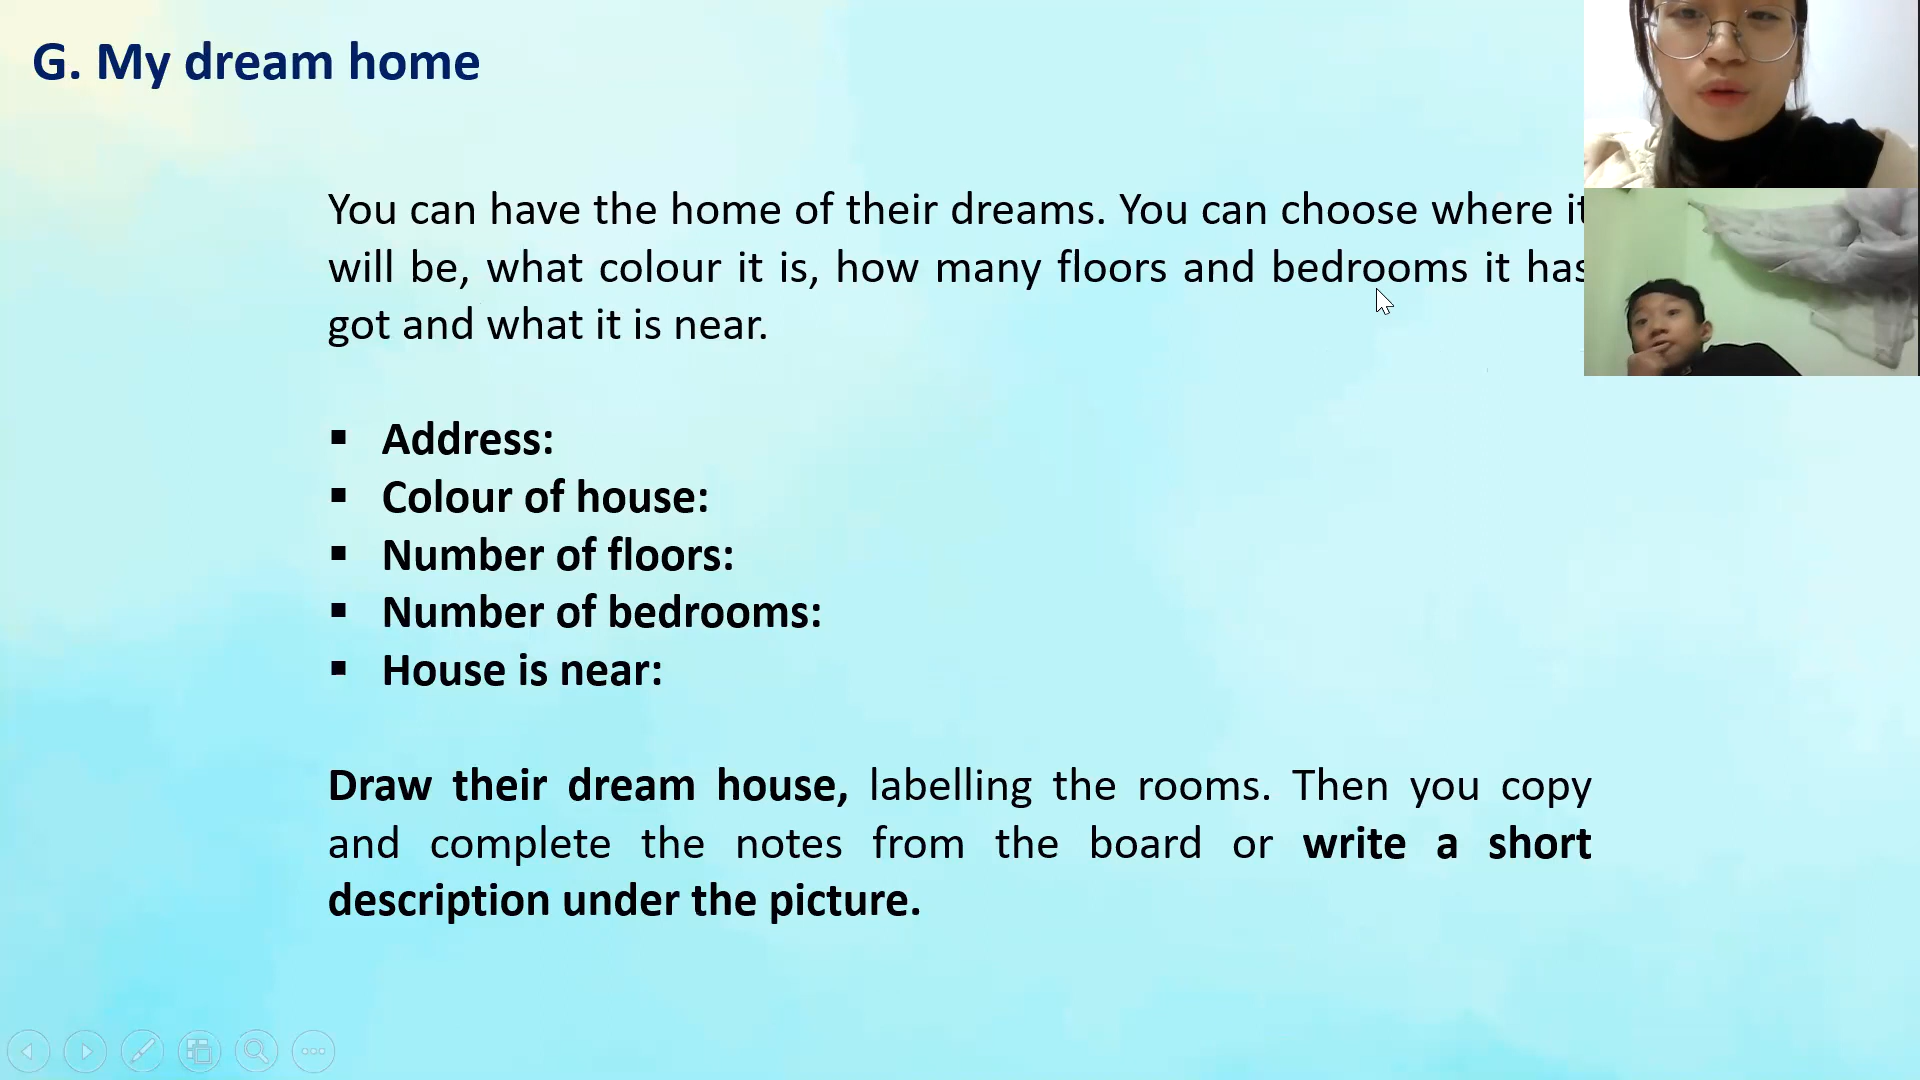 G. My dream home
You can have the home of their dreams. You can choose where it
will be, what colour it is, how many floors and bedrooms it has
got and what it is near.
▪ Address:
▪ Colour of house:
▪ Number of floors:
▪ Number of bedrooms:
▪ House is near:
Draw their dream house, labelling the rooms. Then you copy
and complete the notes from the board or write a short
description under the picture.